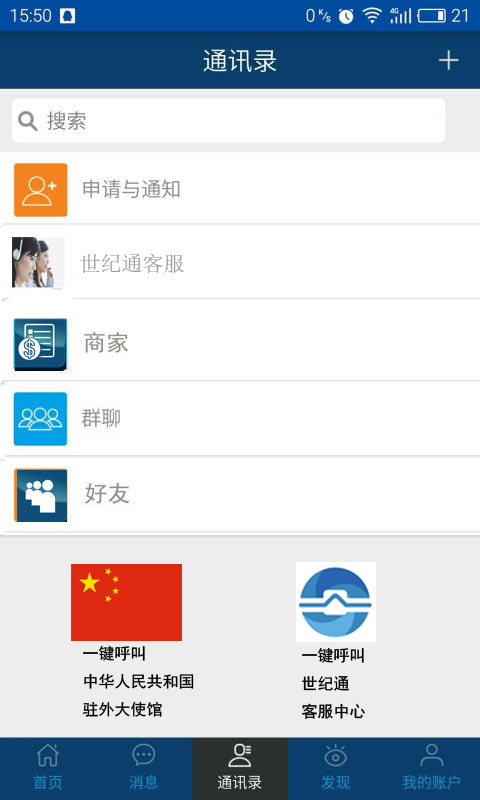 15:50 0 K/s 4G 21
通讯录
搜索
申请与通知
世纪通客服
商家
群聊
好友
一键呼叫
中华人民共和国
驻外大使馆
一键呼叫
世纪通
客服中心
首页 消息 通讯录 发现 我的账户